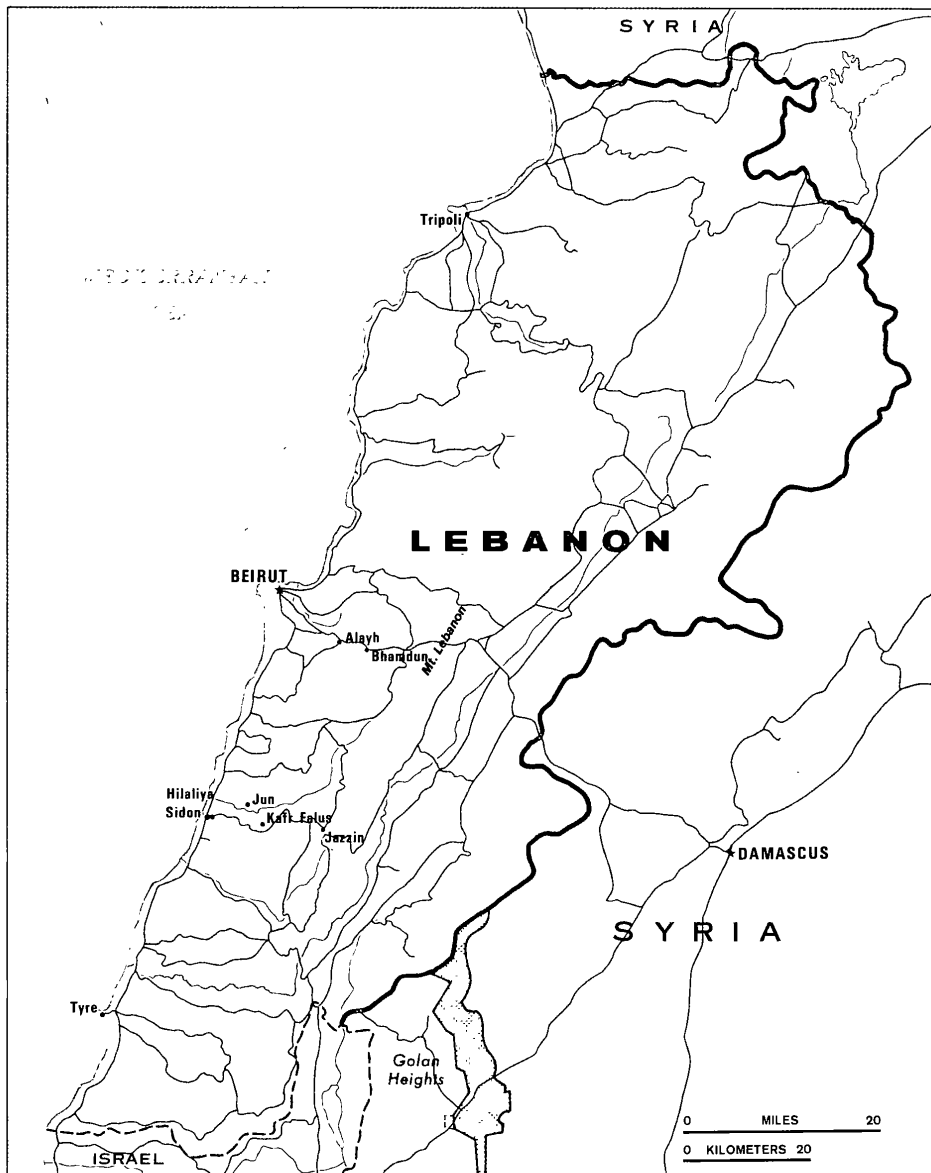 SYRIA
Tripoli
LEBANON
BEIRUT
Alayh
Bhamdun
Mt. Lebanon
Hilaliya
Jun
Sidon
Kafr Falus
Jazzin
DAMASCUS
SYRIA
Tyre
Golan
Heights
0 MILES 20
0 KILOMETERS 20
ISRAEL